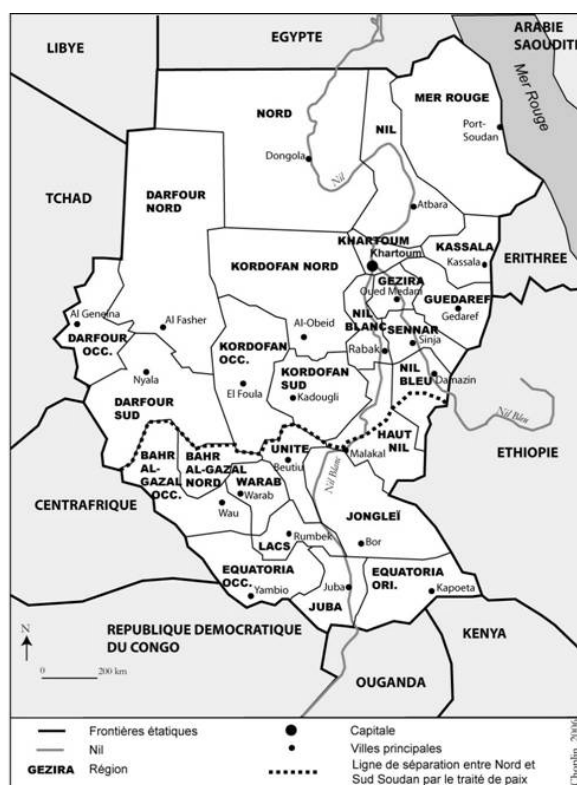 LIBYE
EGYPTE
ARABIE
SAOUDITE
Mer Rouge
NORD
NIL
MER ROUGE
Port-
Soudan
Dongola
Nil
TCHAD
DARFOUR
NORD
Atbara
KHARTOUM
Khartoum
KASSALA
Kassala
ERITHREE
KORDOFAN NORD
GEZIRA
Oued Medani
GUEDAREF
Gedaref
Al Geneina
DARFOUR
OCC.
Al Fasher
KORDOFAN
OCC.
Al-Obeid
NIL
BLANC
Rabak
SENNAR
Sinja
Nyala
El Foula
KORDOFAN
SUD
Kadougli
NIL
BLEU
Damazin
DARFOUR
SUD
Nil Bleu
HAUT
NIL
ETHIOPIE
BAHR
AL-
GAZAL
OCC.
BAHR
AL-GAZAL
NORD
UNITE
Beutiu
Malakal
Nil Blanc
WARAB
Warab
CENTRAFRIQUE
Wau
JONGLEÏ
LACS
Rumbek
Bor
EQUATORIA
OCC.
Yambio
Juba
JUBA
EQUATORIA
ORI.
Kapoeta
REPUBLIQUE DEMOCRATIQUE
DU CONGO
KENYA
OUGANDA
N
0 200 km
Frontières étatiques
Nil
GEZIRA Région
Capitale
Villes principales
Ligne de séparation entre Nord et
Sud Soudan par le traité de paix
Choplin, 2006